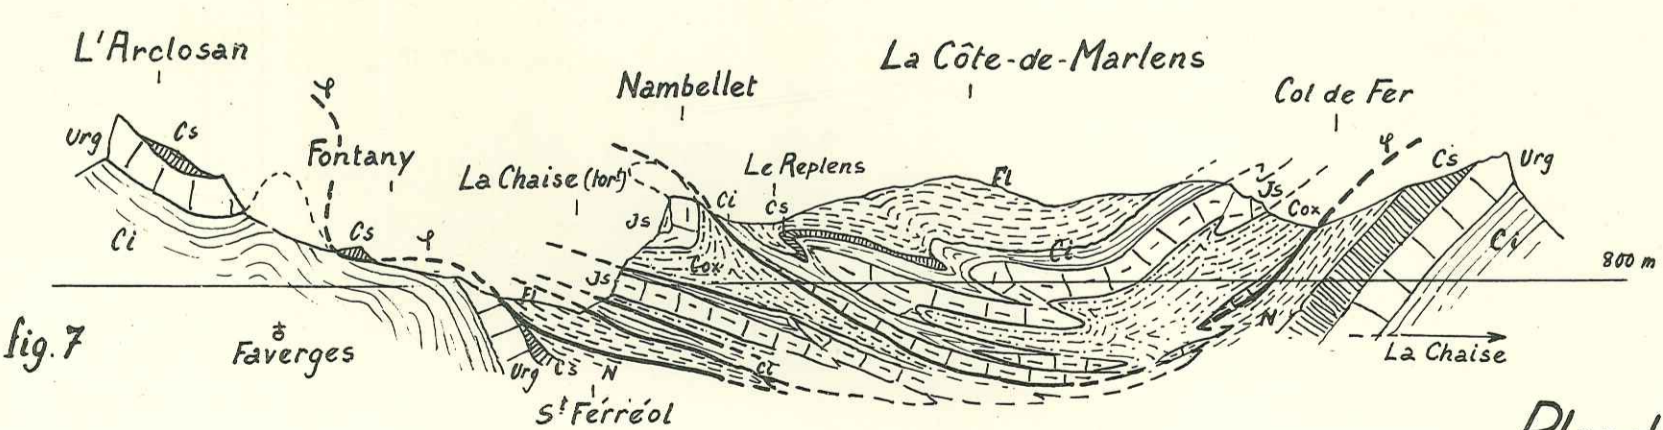 L'Arclosan
La Côte-de-Marlens
Nambellet
Col de Fer
φ
Urg
Cs
Fontany
La Chaise (torᵗ)
Le Replens
Fl
φ
Cs
Urg
Js
Ci
Cs
Js
Cox
Ci
Cs
φ
Cox
Ci
Ci
800 m
Js
Fl
N
fig. 7
Faverges
Urg
Cs
N
Ci
La Chaise
Sᵗ Férréol